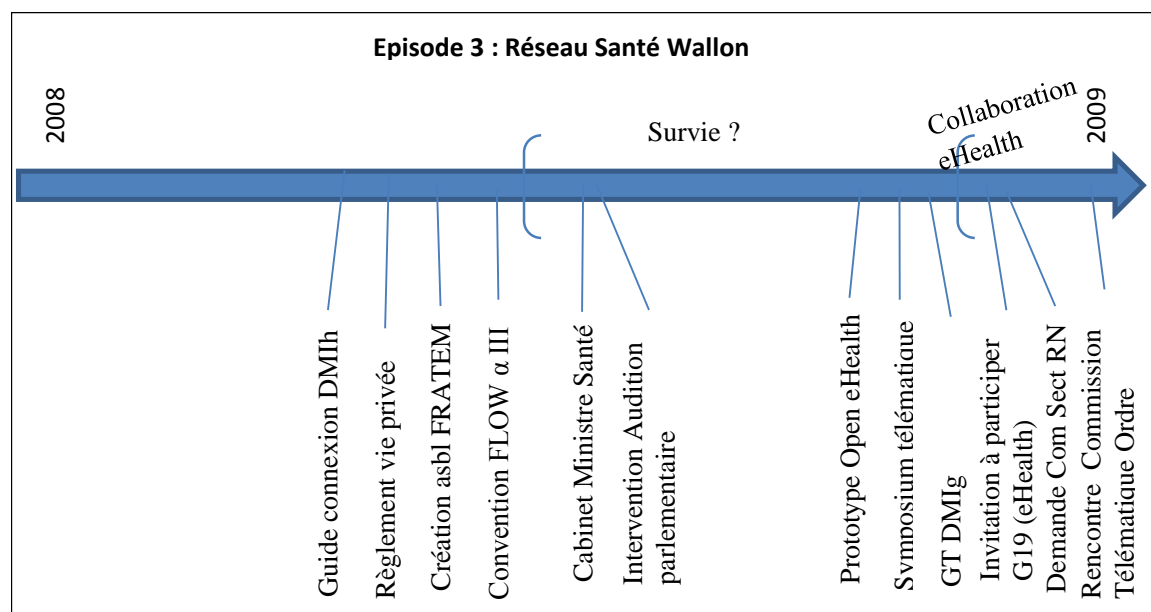 Episode 3 : Réseau Santé Wallon
2008
Survie ?
Collaboration
eHealth
2009
Guide connexion DMIh
Règlement vie privée
Création asbl FRATEM
Convention FLOW α III
Cabinet Ministre Santé
Intervention Audition
parlementaire
Prototype Open eHealth
Symposium télématique
GT DMIg
Invitation à participer
G19 (eHealth)
Demande Com Sect RN
Rencontre Commission
Télématique Ordre